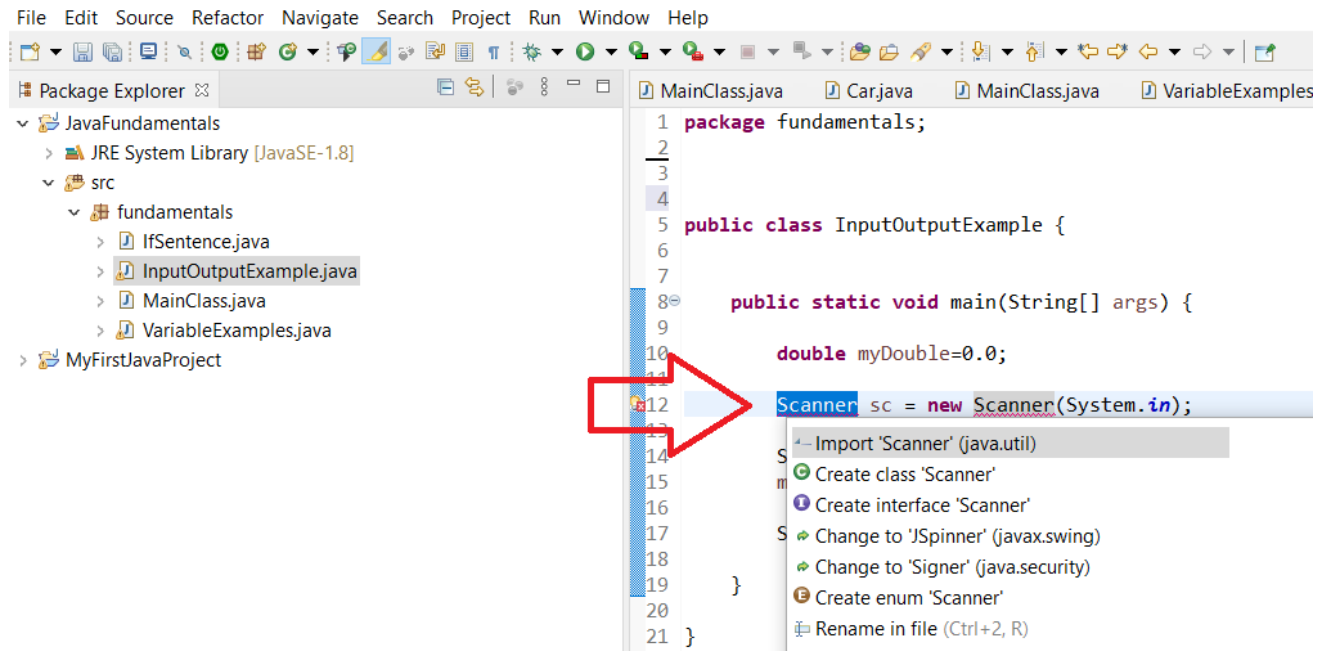 File Edit Source Refactor Navigate Search Project Run Window Help
Package Explorer
JavaFundamentals
JRE System Library [JavaSE-1.8]
src
fundamentals
IfSentence.java
InputOutputExample.java
MainClass.java
VariableExamples.java
MyFirstJavaProject
MainClass.java Car.java MainClass.java VariableExamples
1 package fundamentals;
2
3
4
5 public class InputOutputExample {
6
7
8 public static void main(String[] args) {
9
10 double myDouble=0.0;
11
12 Scanner sc = new Scanner(System.in);
13
14 S
15 m
16
17 S
18
19 }
20
21 }
Import 'Scanner' (java.util)
Create class 'Scanner'
Create interface 'Scanner'
Change to 'JSpinner' (javax.swing)
Change to 'Signer' (java.security)
Create enum 'Scanner'
Rename in file (Ctrl+2, R)